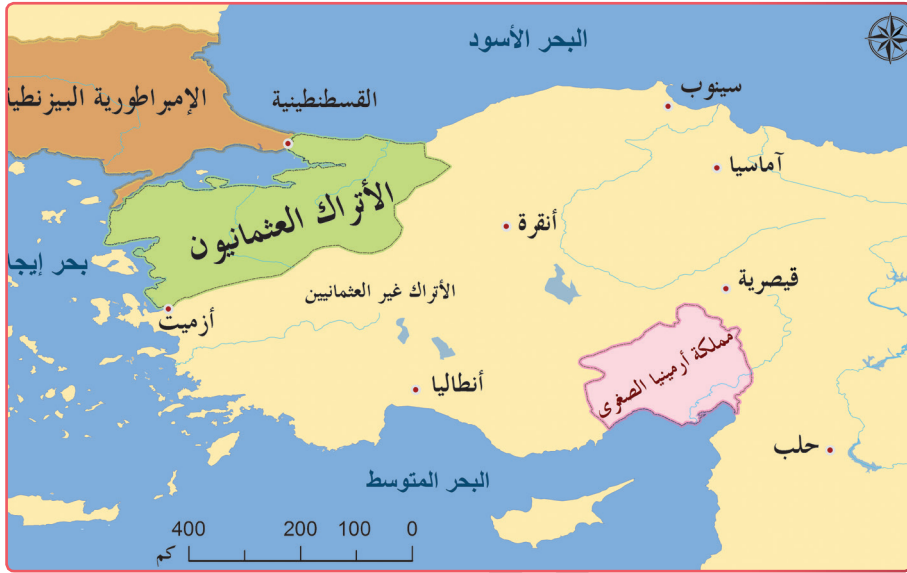 البحر الأسود
الإمبراطورية البيزنطية
القسطنطينية
سينوب
آماسيا
أنقرة
الأتراك العثمانيون
بحر إيجا
قيصرية
الأتراك غير العثمانيين
أزميت
مملكة أرمينيا الصغرى
أنطاليا
حلب
البحر المتوسط
400 200 100 0
كم